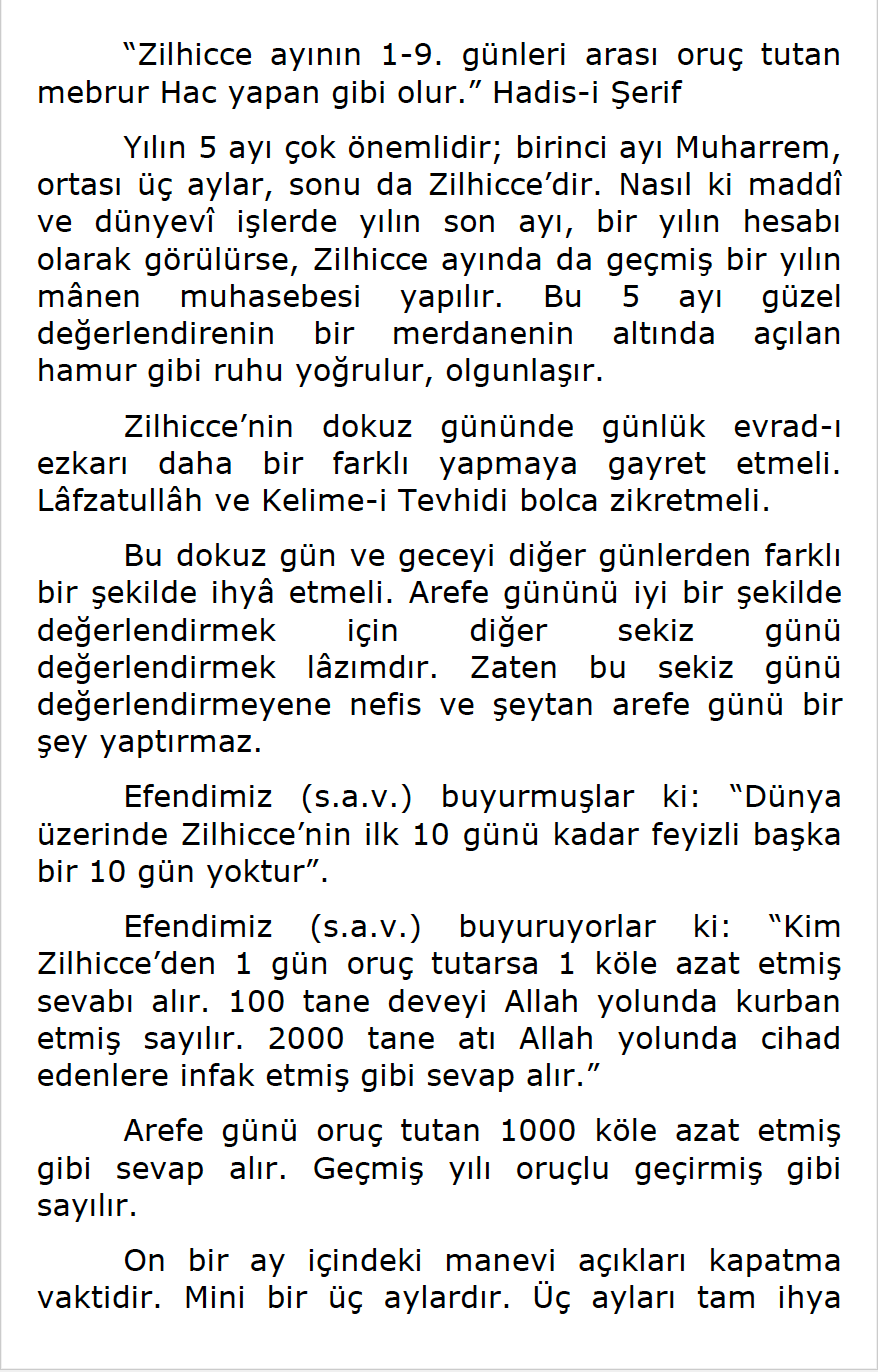 “Zilhicce ayının 1-9. günleri arası oruç tutan
mebrur Hac yapan gibi olur.” Hadis-i Şerif
Yılın 5 ayı çok önemlidir; birinci ayı Muharrem,
ortası üç aylar, sonu da Zilhicce’dir. Nasıl ki maddî
ve dünyevî işlerde yılın son ayı, bir yılın hesabı
olarak görülürse, Zilhicce ayında da geçmiş bir yılın
mânen muhasebesi yapılır. Bu 5 ayı güzel
değerlendirenin bir merdanenin altında açılan
hamur gibi ruhu yoğrulur, olgunlaşır.
Zilhicce’nin dokuz gününde günlük evrad-ı
ezkarı daha bir farklı yapmaya gayret etmeli.
Lâfzatullâh ve Kelime-i Tevhidi bolca zikretmeli.
Bu dokuz gün ve geceyi diğer günlerden farklı
bir şekilde ihyâ etmeli. Arefe gününü iyi bir şekilde
değerlendirmek için diğer sekiz günü
değerlendirmek lâzımdır. Zaten bu sekiz günü
değerlendirmeyene nefis ve şeytan arefe günü bir
şey yaptırmaz.
Efendimiz (s.a.v.) buyurmuşlar ki: “Dünya
üzerinde Zilhicce’nin ilk 10 günü kadar feyizli başka
bir 10 gün yoktur”.
Efendimiz (s.a.v.) buyuruyorlar ki: “Kim
Zilhicce’den 1 gün oruç tutarsa 1 köle azat etmiş
sevabı alır. 100 tane deveyi Allah yolunda kurban
etmiş sayılır. 2000 tane atı Allah yolunda cihad
edenlere infak etmiş gibi sevap alır.”
Arefe günü oruç tutan 1000 köle azat etmiş
gibi sevap alır. Geçmiş yılı oruçlu geçirmiş gibi
sayılır.
On bir ay içindeki manevi açıkları kapatma
vaktidir. Mini bir üç aylardır. Üç ayları tam ihya